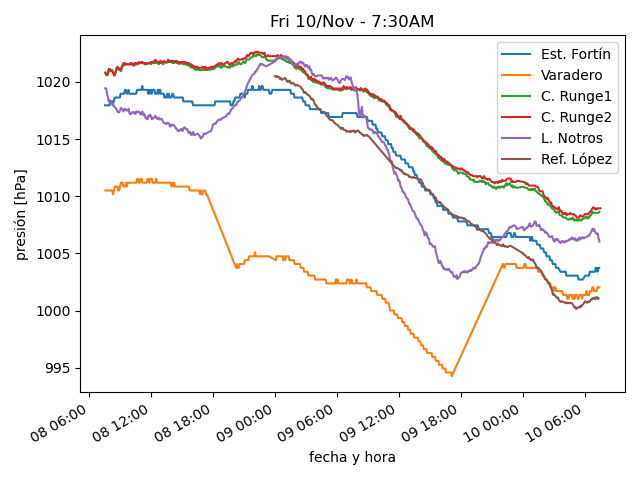 Fri 10/Nov - 7:30AM
Est. Fortín
Varadero
C. Runge1
C. Runge2
L. Notros
Ref. López
presión [hPa]
1020
1015
1010
1005
1000
995
08 06:00
08 12:00
08 18:00
09 00:00
09 06:00
09 12:00
09 18:00
10 00:00
10 06:00
fecha y hora